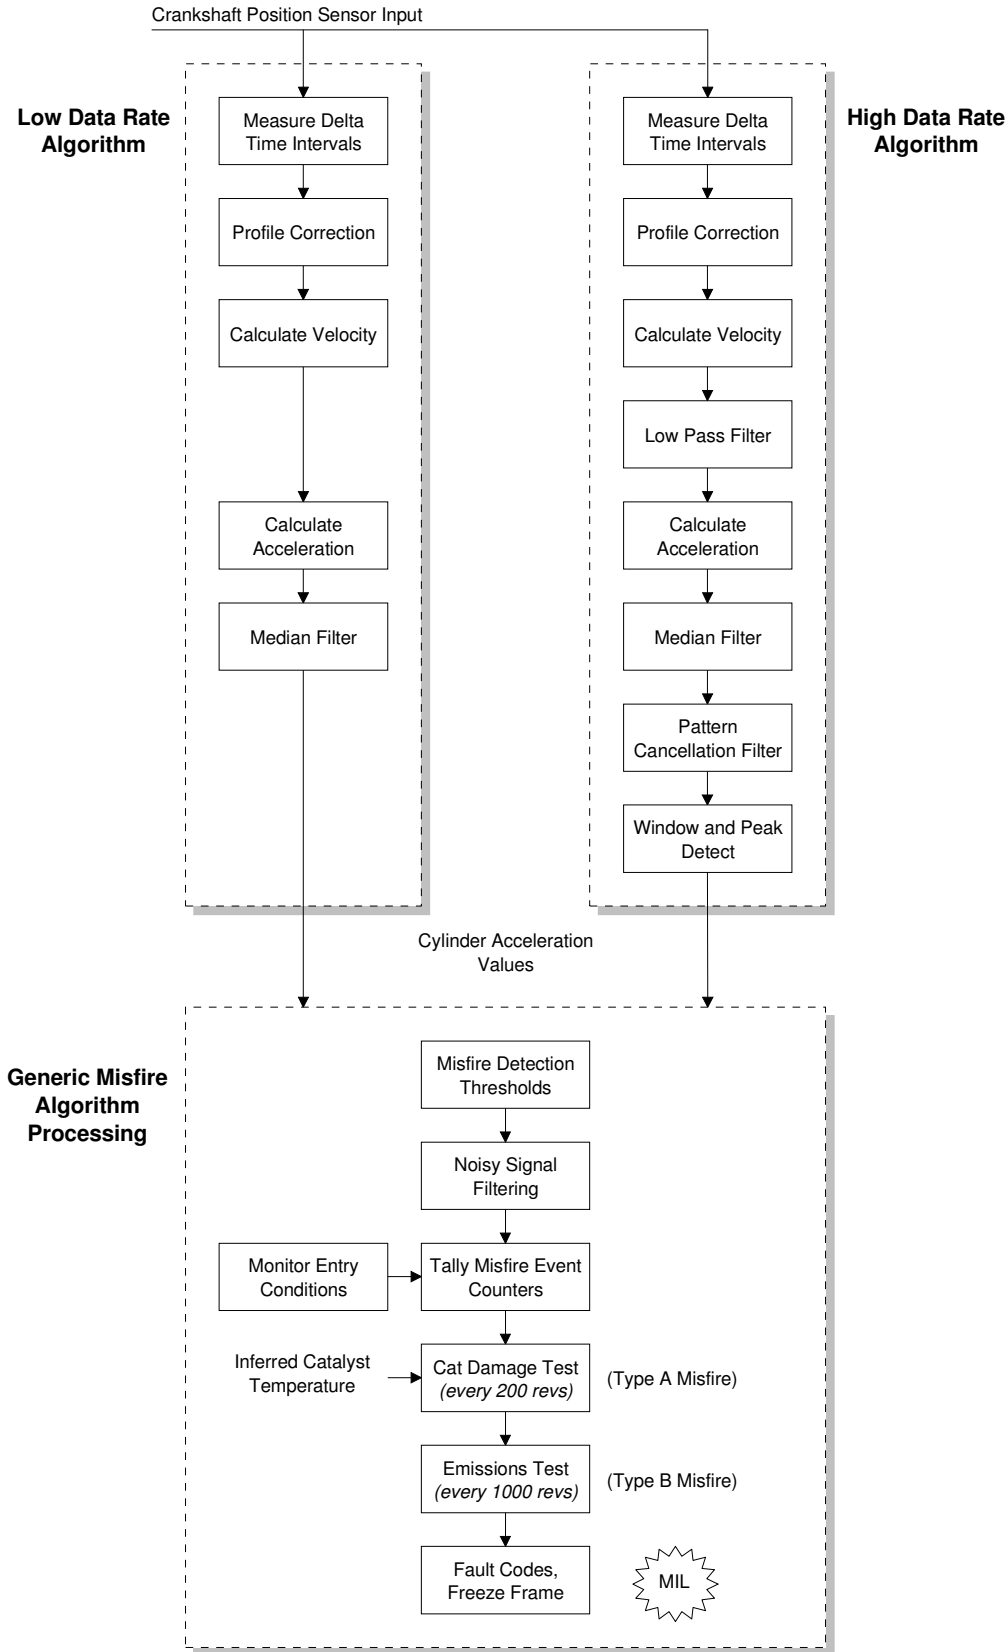 Crankshaft Position Sensor Input
Low Data Rate
Algorithm
Measure Delta
Time Intervals
Profile Correction
Calculate Velocity
Calculate
Acceleration
Median Filter
High Data Rate
Algorithm
Measure Delta
Time Intervals
Profile Correction
Calculate Velocity
Low Pass Filter
Calculate
Acceleration
Median Filter
Pattern
Cancellation Filter
Window and Peak
Detect
Cylinder Acceleration
Values
Generic Misfire
Algorithm
Processing
Misfire Detection
Thresholds
Noisy Signal
Filtering
Monitor Entry
Conditions
Tally Misfire Event
Counters
Inferred Catalyst
Temperature
Cat Damage Test
(every 200 revs)
(Type A Misfire)
Emissions Test
(every 1000 revs)
(Type B Misfire)
Fault Codes,
Freeze Frame
MIL